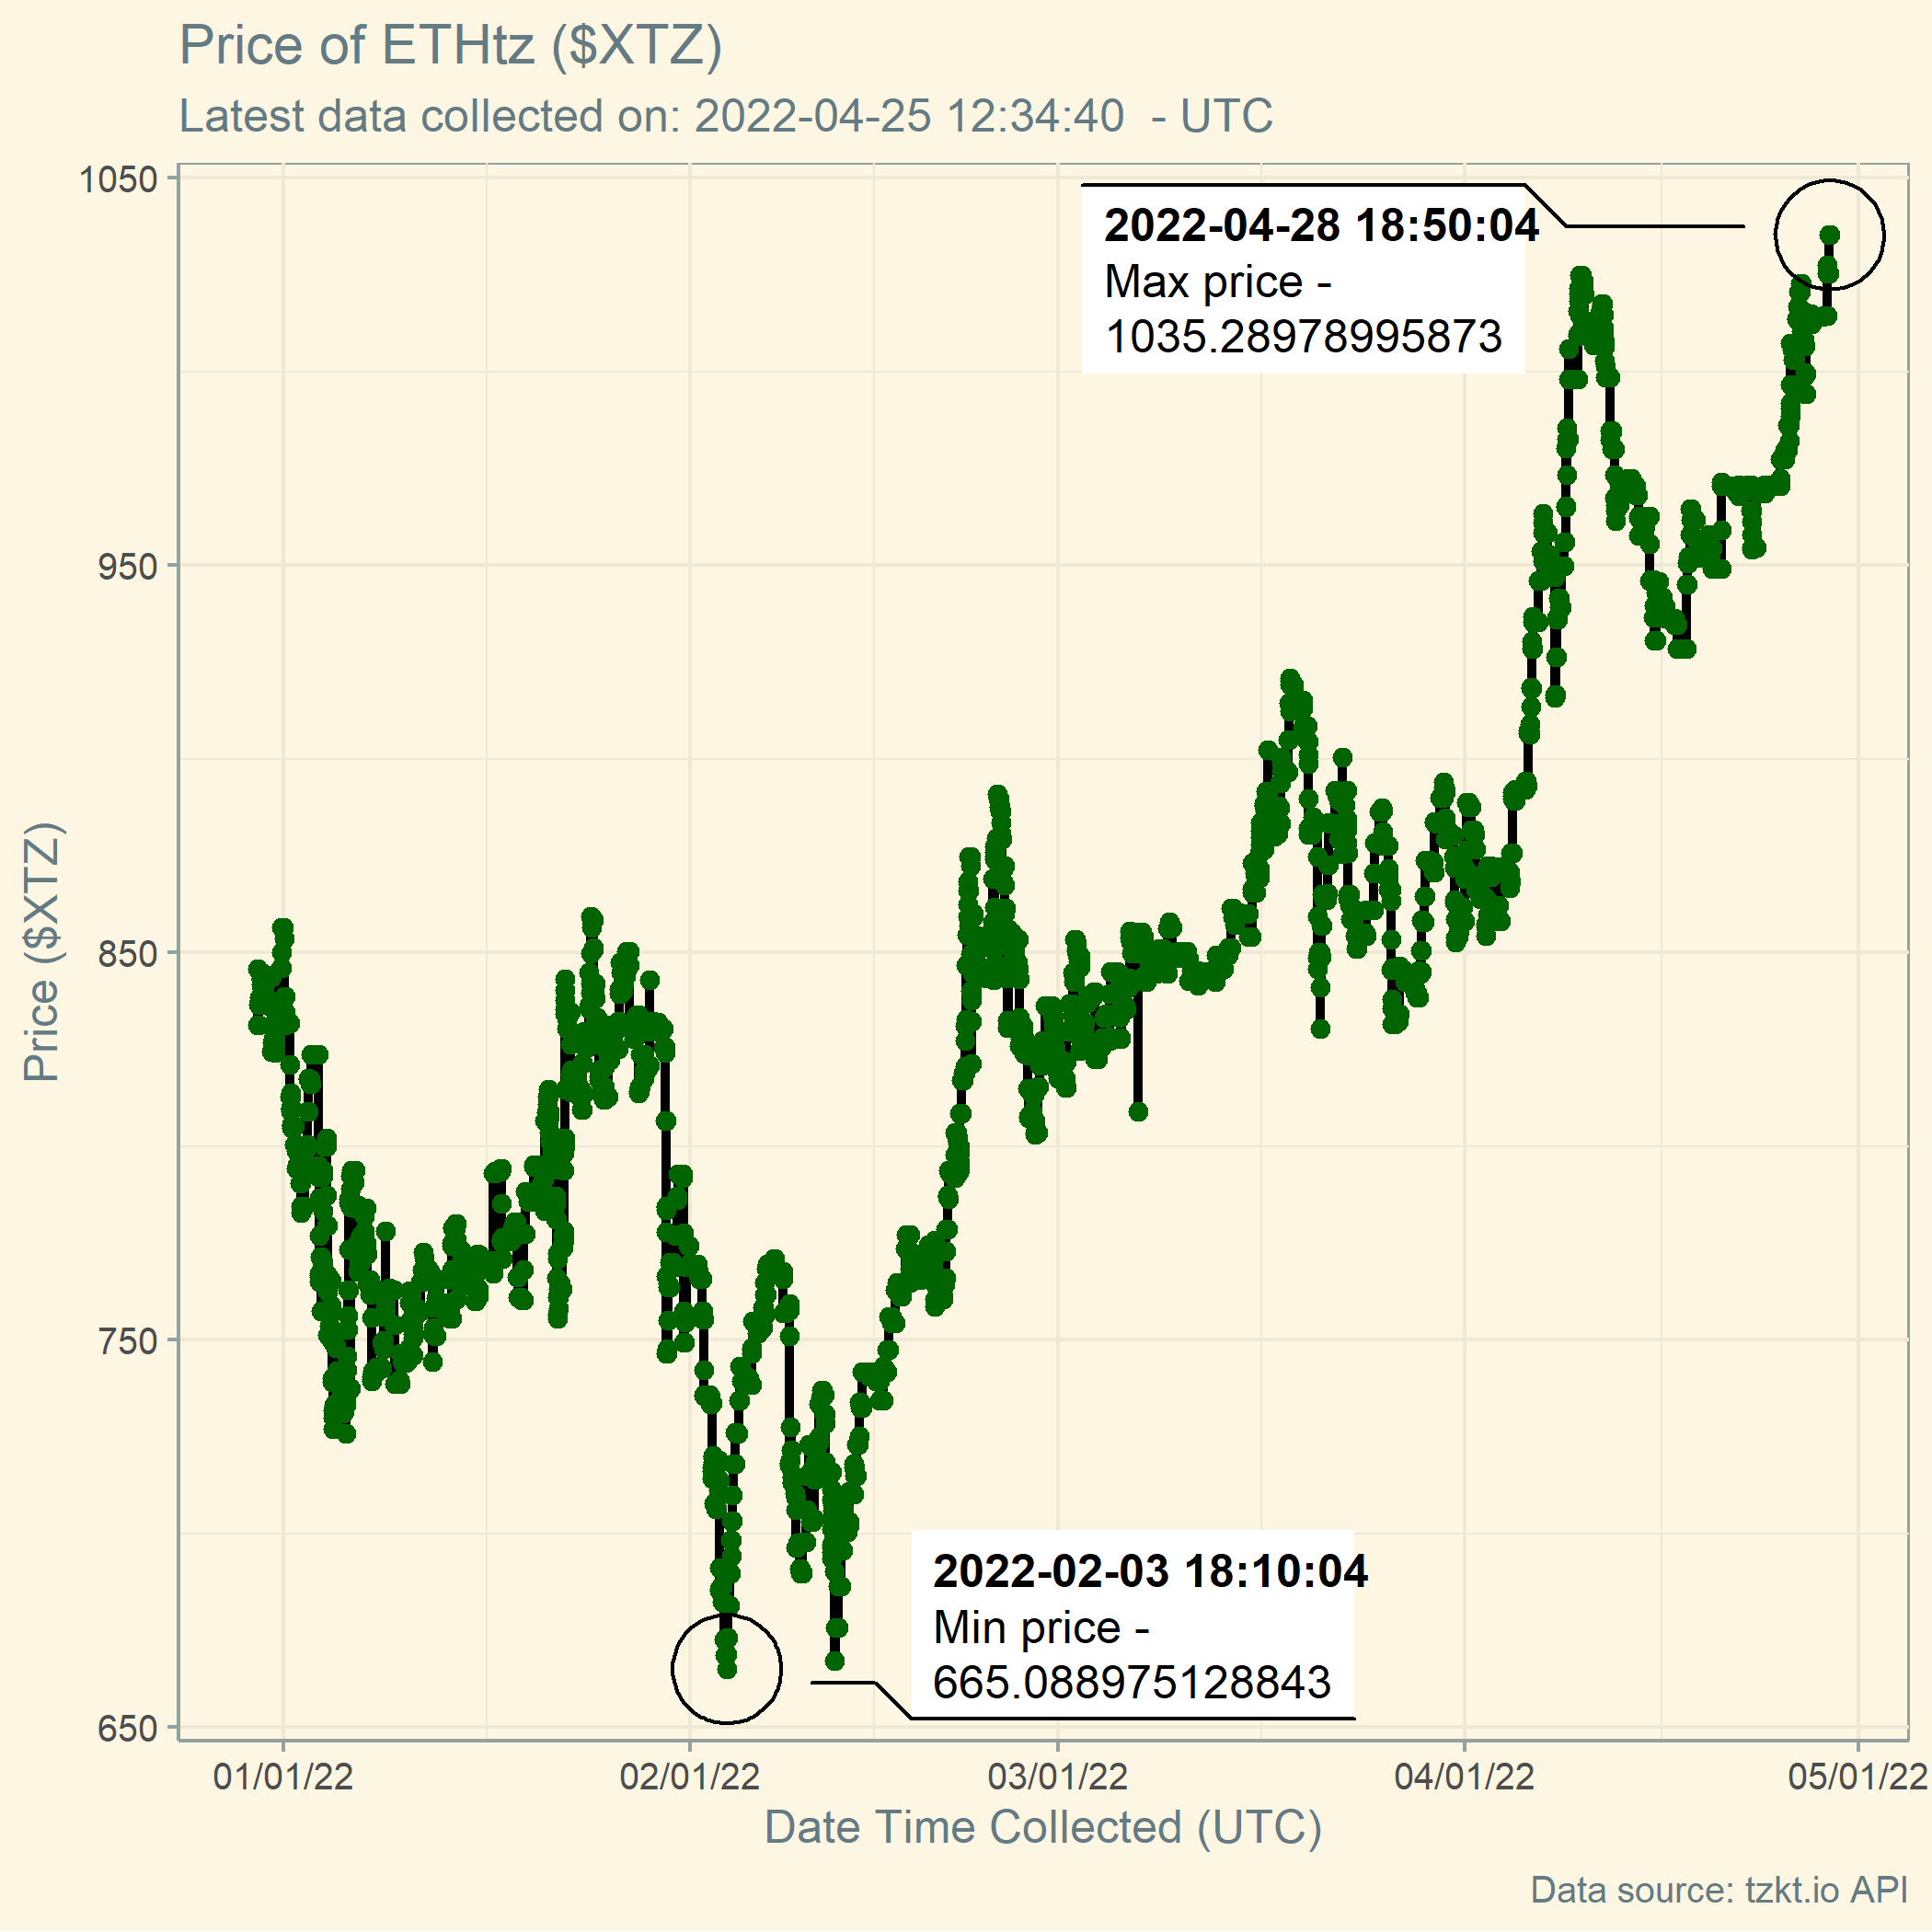 Price of ETHtz ($XTZ)
Latest data collected on: 2022-04-25 12:34:40  - UTC
1050
950
850
750
650
Price ($XTZ)
2022-04-28 18:50:04
Max price -
1035.28978995873
2022-02-03 18:10:04
Min price -
665.088975128843
01/01/22
02/01/22
03/01/22
04/01/22
05/01/22
Date Time Collected (UTC)
Data source: tzkt.io API